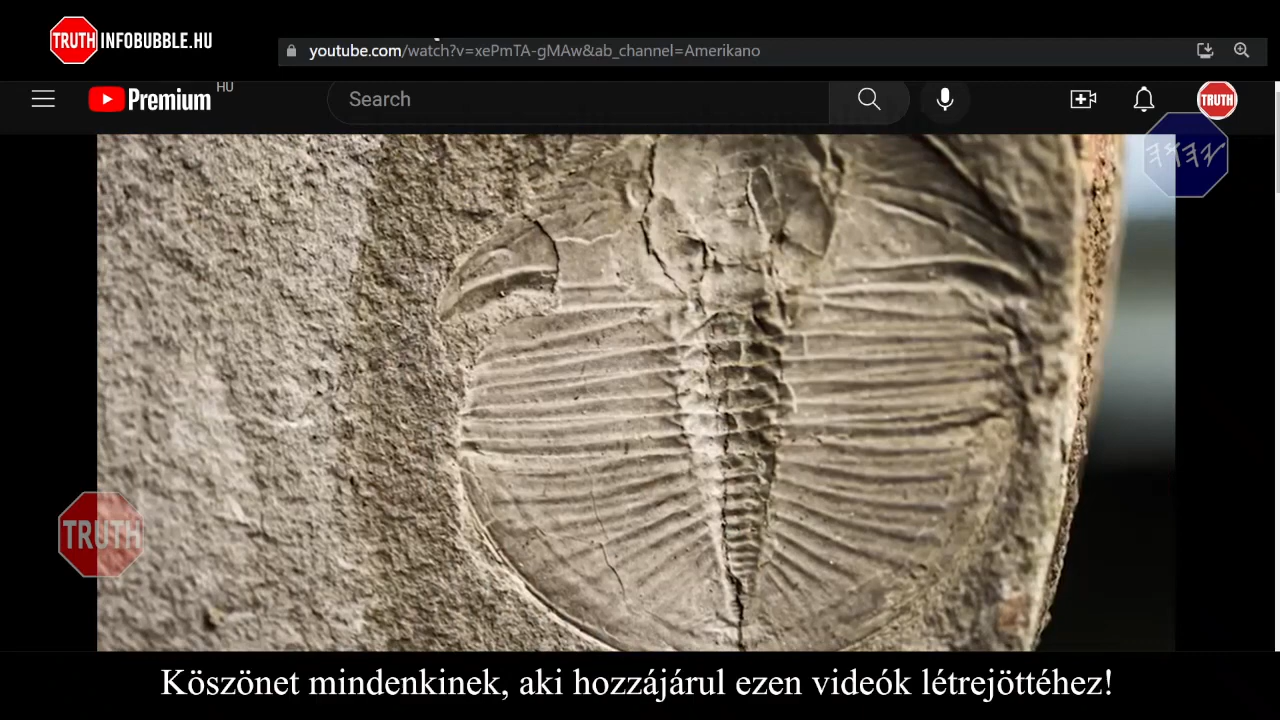 TRUTH INFOBUBBLE.HU
youtube.com/watch?v=xePmTA-gMAw&ab_channel=Amerikano
Premium HU
Search
TRUTH
𐤉𐤄𐤅𐤄
TRUTH
Köszönet mindenkinek, aki hozzájárul ezen videók létrejöttéhez!